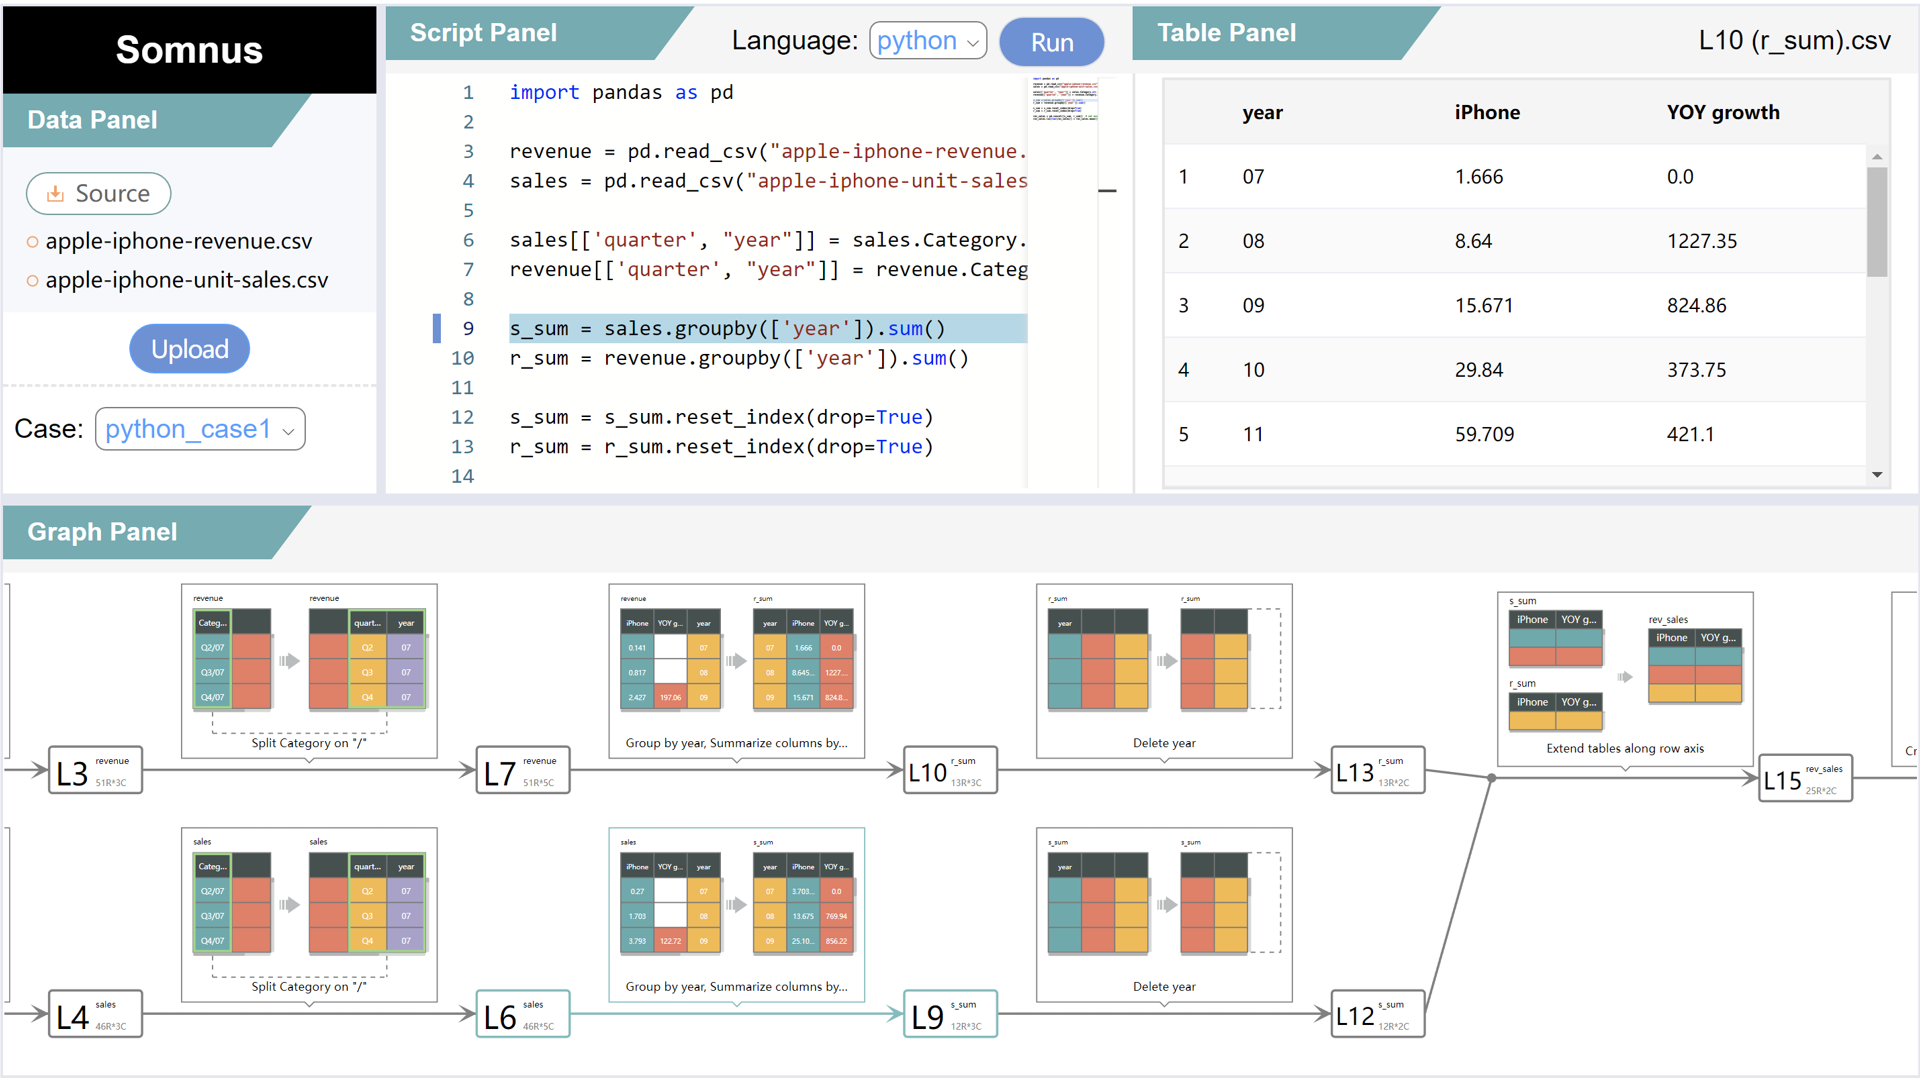 Somnus
Data Panel
Source
apple-iphone-revenue.csv
apple-iphone-unit-sales.csv
Upload
Case: python_case1
Script Panel
Language: python
Run
1 import pandas as pd
2
3 revenue = pd.read_csv("apple-iphone-revenue.
4 sales = pd.read_csv("apple-iphone-unit-sales
5
6 sales[['quarter', "year"]] = sales.Category.
7 revenue[['quarter', "year"]] = revenue.Categ
8
9 s_sum = sales.groupby(['year']).sum()
10 r_sum = revenue.groupby(['year']).sum()
11
12 s_sum = s_sum.reset_index(drop=True)
13 r_sum = r_sum.reset_index(drop=True)
14
Table Panel
L10 (r_sum).csv
year iPhone YOY growth
1 07 1.666 0.0
2 08 8.64 1227.35
3 09 15.671 824.86
4 10 29.84 373.75
5 11 59.709 421.1
Graph Panel
revenue revenue
Categ... quart... year
Q2/07 Q2 07
Q3/07 Q3 07
Q4/07 Q4 07
Split Category on "/"
revenue r_sum
iPhone YOY g... year year iPhone YOY g...
0.141 07 07 1.666 0.0
0.817 08 08 8.645... 1227....
2.427 197.06 09 09 15.671 824.8...
Group by year, Summarize columns by...
r_sum r_sum
year
Delete year
s_sum
iPhone YOY g...
r_sum
iPhone YOY g...
rev_sales
iPhone YOY g...
Extend tables along row axis
Cr
L3 revenue 51R*3C
L7 revenue 51R*5C
L10 r_sum 13R*3C
L13 r_sum 13R*2C
L15 rev_sales 25R*2C
sales sales
Categ... quart... year
Q2/07 Q2 07
Q3/07 Q3 07
Q4/07 Q4 07
Split Category on "/"
sales s_sum
iPhone YOY g... year year iPhone YOY g...
0.27 07 07 3.703... 0.0
1.703 08 08 13.675 769.94
3.793 122.72 09 09 25.10... 856.22
Group by year, Summarize columns by...
s_sum s_sum
year
Delete year
L4 sales 46R*3C
L6 sales 46R*5C
L9 s_sum 12R*3C
L12 s_sum 12R*2C